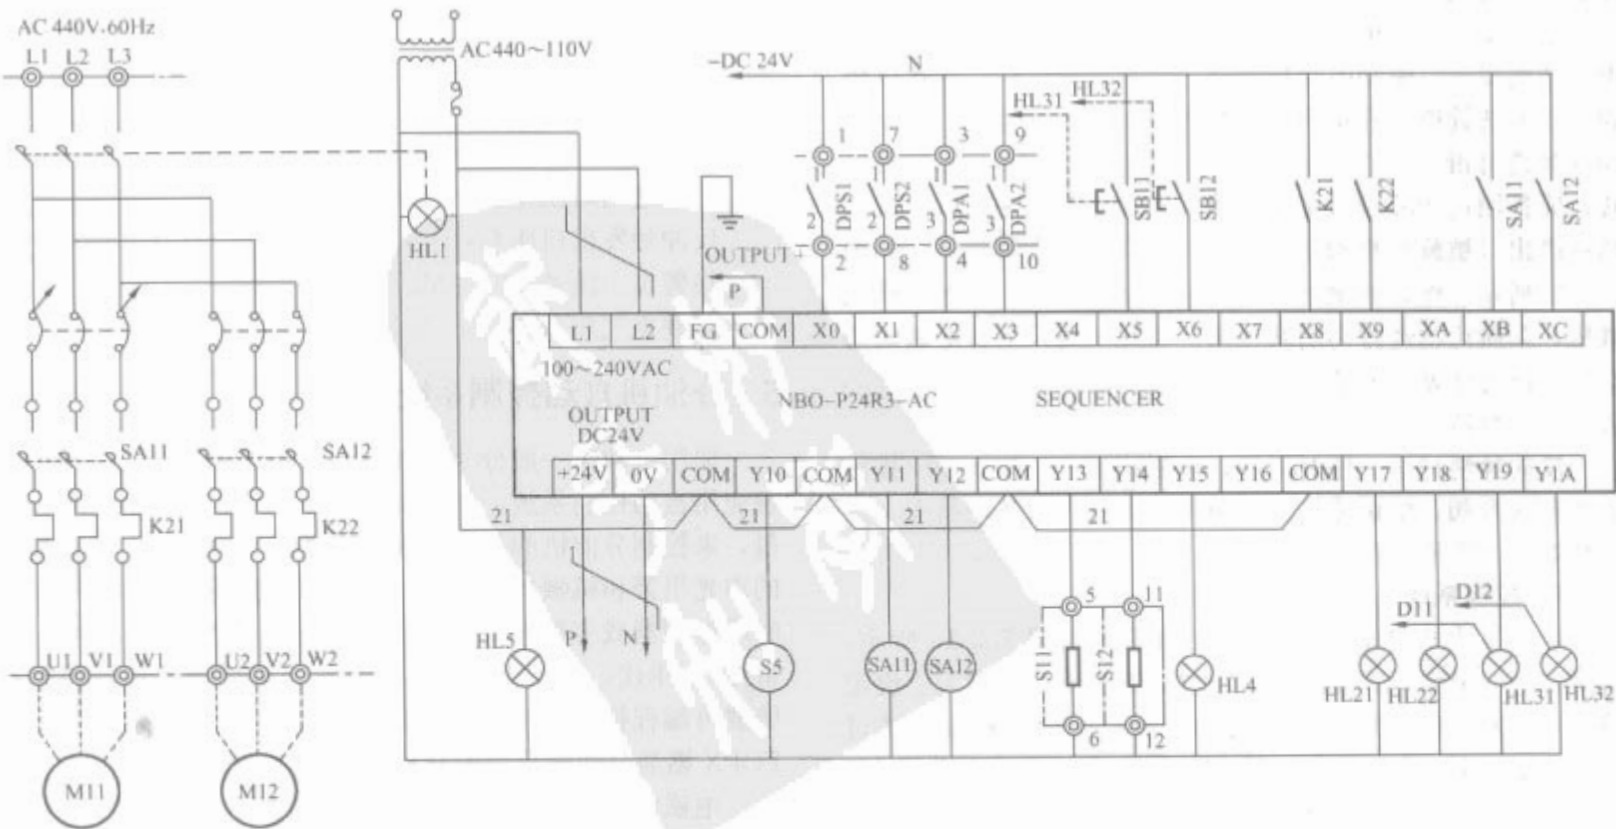 AC 440V.60Hz
L1 L2 L3
AC440～110V
-DC 24V N
HL31 HL32
1 7 3 9
1 1 1 1
DPS1 DPS2 DPA1 DPA2 SB11 SB12 K21 K22 SA11 SA12
2 2 3 3
2 8 4 10
HL1
OUTPUT
P
L1 L2 FG COM X0 X1 X2 X3 X4 X5 X6 X7 X8 X9 XA XB XC
100～240VAC
NBO-P24R3-AC SEQUENCER
OUTPUT
DC24V
+24V 0V COM Y10 COM Y11 Y12 COM Y13 Y14 Y15 Y16 COM Y17 Y18 Y19 Y1A
21 21 21 21
SA11 SA12
K21 K22
5 11
D11 D12
HL5 P N S5 SA11 SA12 S11 S12 HL4 HL21 HL22 HL31 HL32
6 12
U1 V1 W1 U2 V2 W2
M11 M12